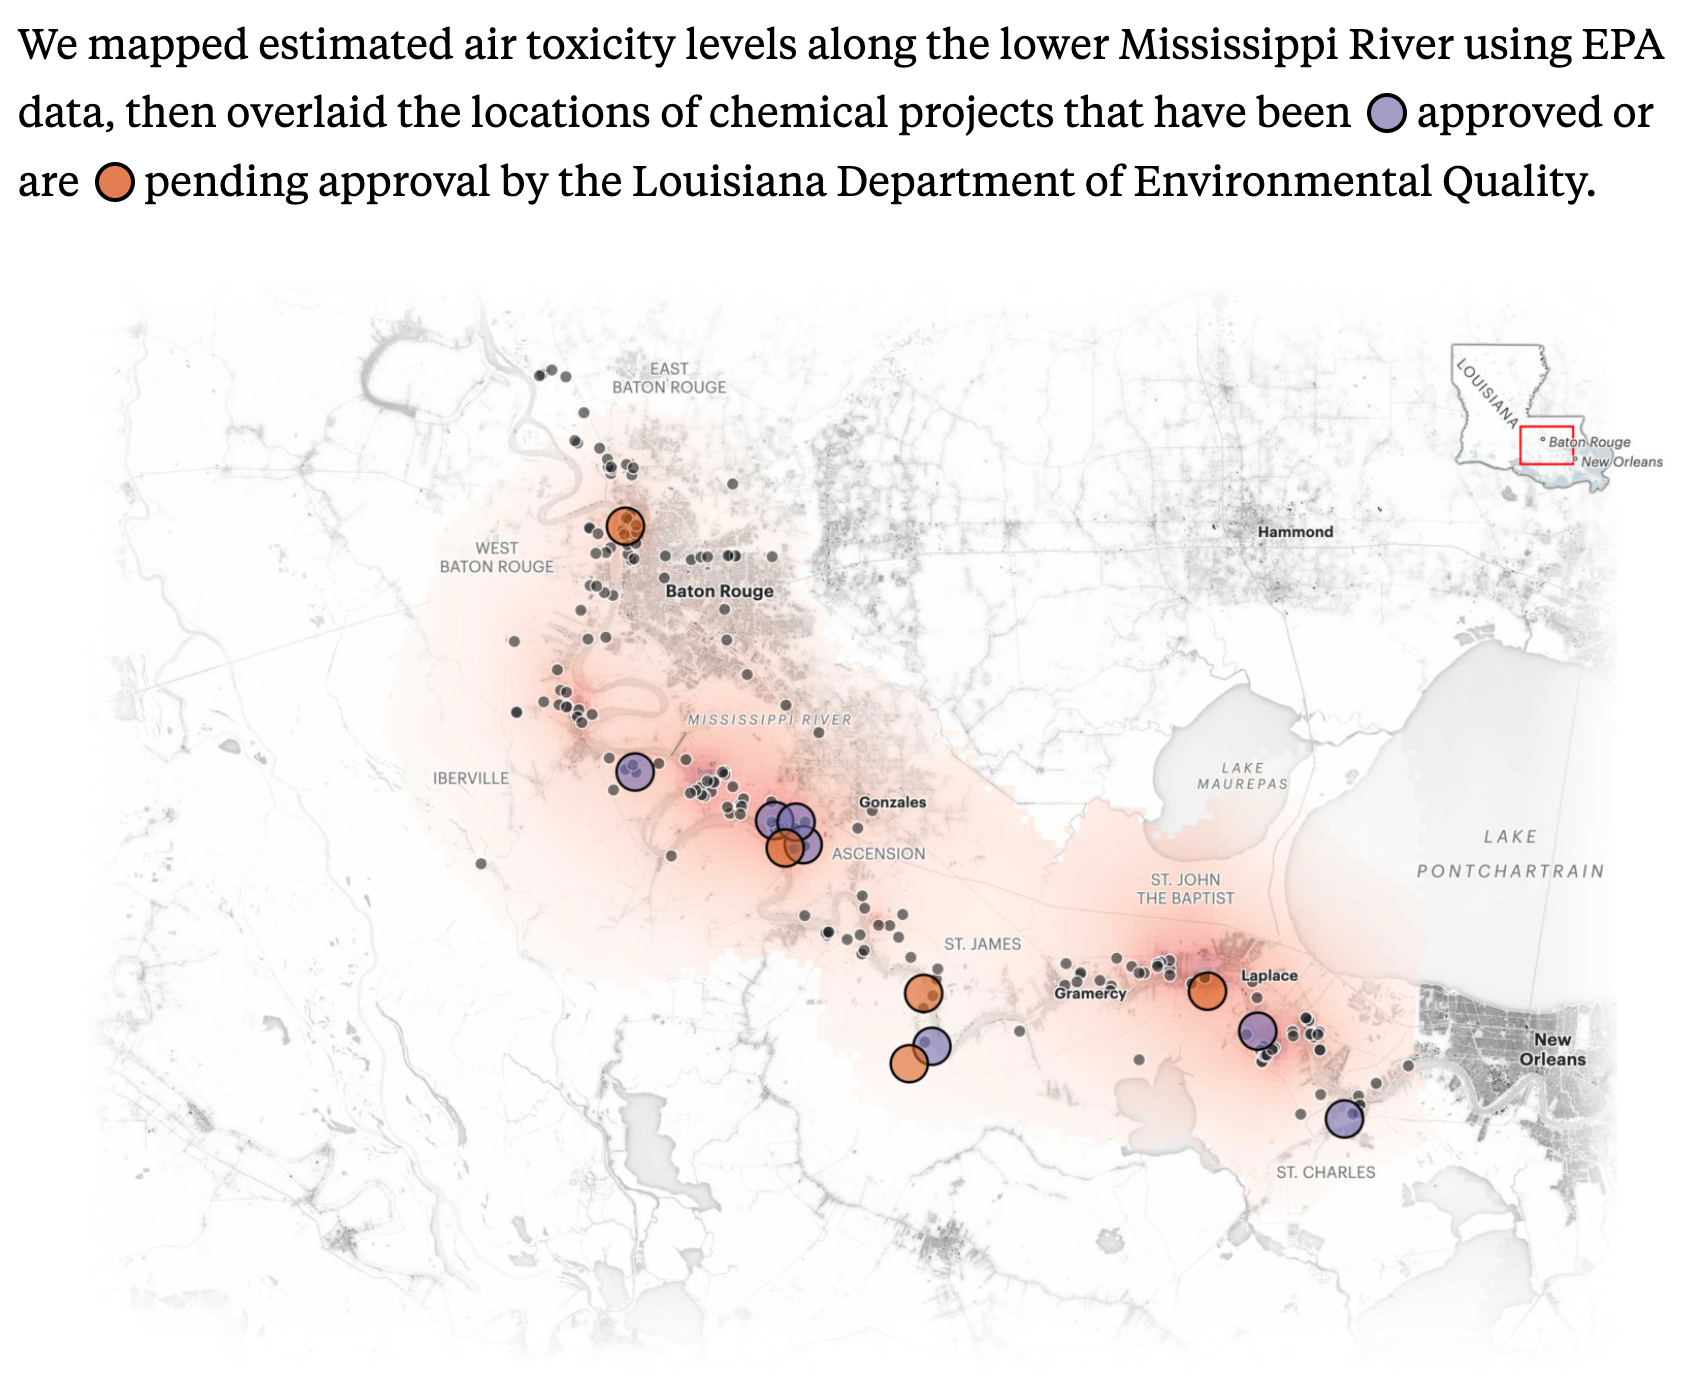 We mapped estimated air toxicity levels along the lower Mississippi River using EPA
data, then overlaid the locations of chemical projects that have been approved or
are pending approval by the Louisiana Department of Environmental Quality.
EAST
BATON ROUGE
LOUISIANA
Baton Rouge
New Orleans
Hammond
WEST
BATON ROUGE
Baton Rouge
MISSISSIPPI RIVER
IBERVILLE
LAKE
MAUREPAS
Gonzales
LAKE
PONTCHARTRAIN
ASCENSION
ST. JOHN
THE BAPTIST
ST. JAMES
Laplace
Gramercy
New
Orleans
ST. CHARLES